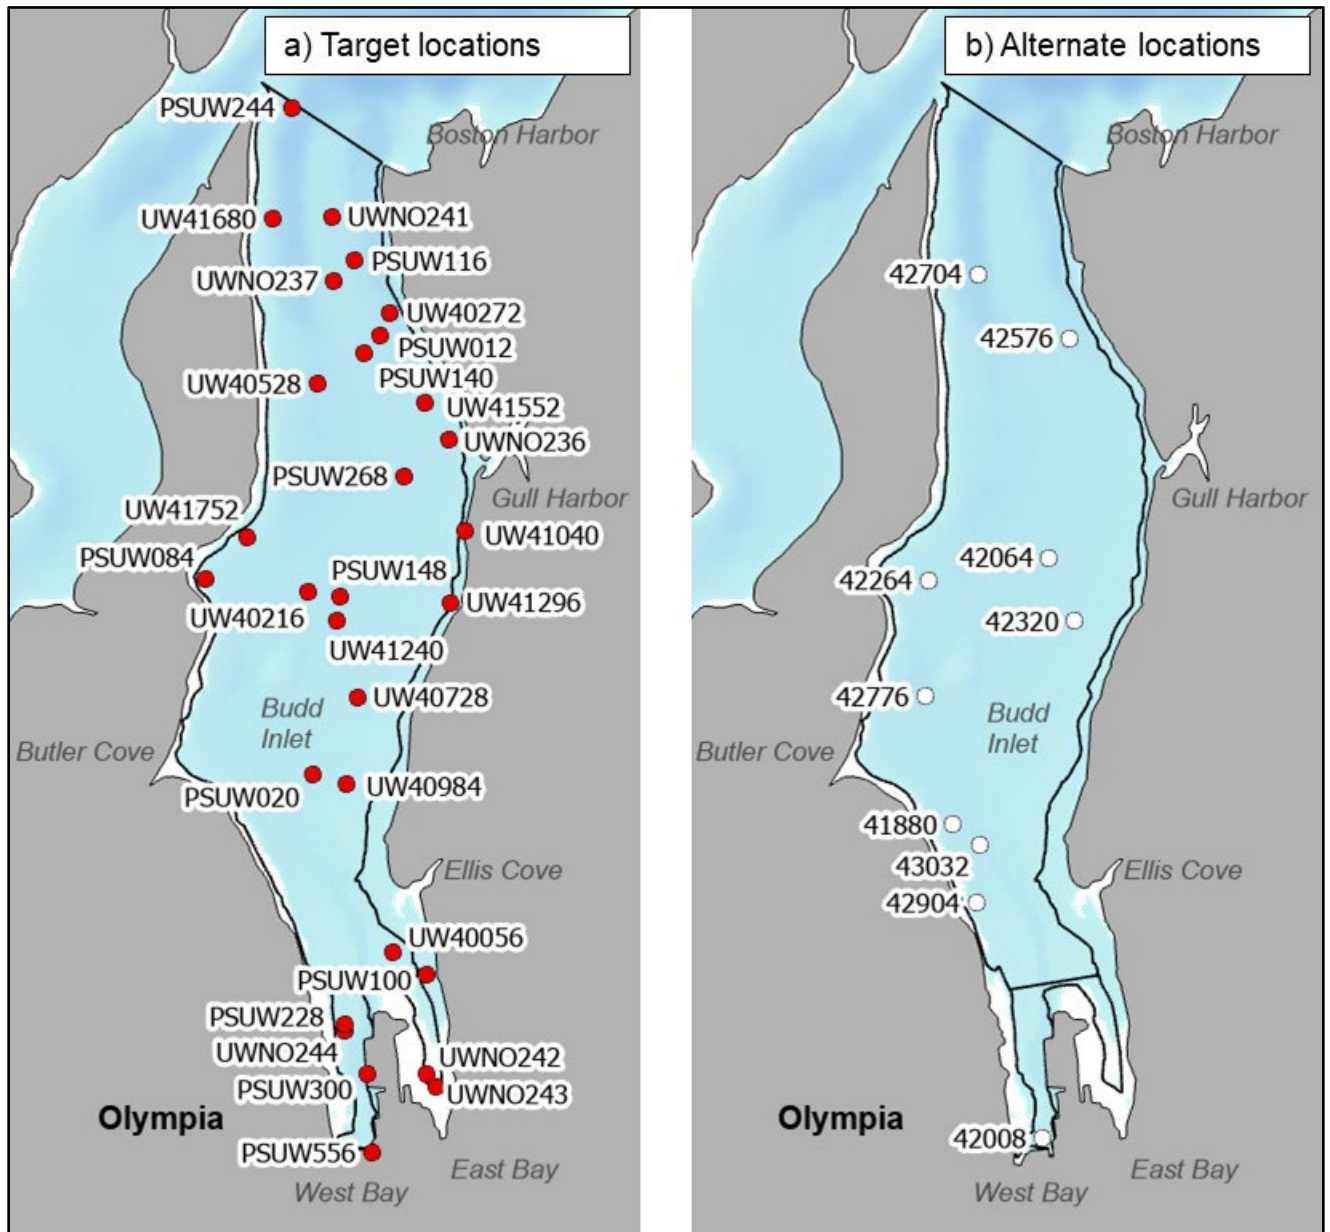 a) Target locations
PSUW244
Boston Harbor
UW41680
UWNO241
PSUW116
UWNO237
UW40272
PSUW012
PSUW140
UW40528
UW41552
UWNO236
PSUW268
Gull Harbor
UW41752
UW41040
PSUW084
PSUW148
UW40216
UW41296
UW41240
UW40728
Budd
Inlet
Butler Cove
PSUW020
UW40984
Ellis Cove
UW40056
PSUW100
PSUW228
UWNO244
UWNO242
PSUW300
UWNO243
Olympia
PSUW556
East Bay
West Bay
b) Alternate locations
Boston Harbor
42704
42576
Gull Harbor
42064
42264
42320
42776
Budd
Inlet
Butler Cove
41880
43032
Ellis Cove
42904
Olympia
42008
East Bay
West Bay